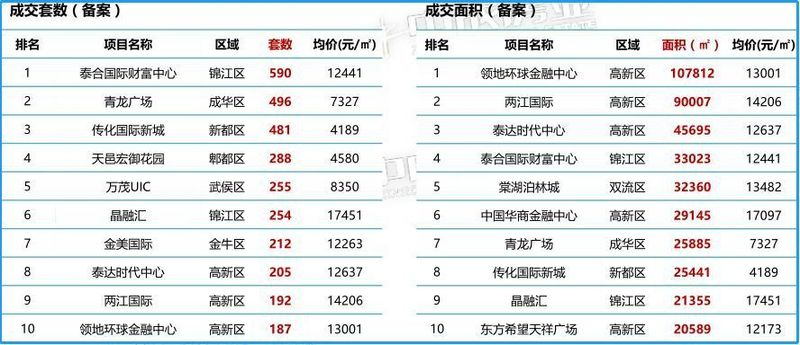 成交套数（备案）
排名 项目名称 区域 套数 均价(元/㎡)
1 泰合国际财富中心 锦江区 590 12441
2 青龙广场 成华区 496 7327
3 传化国际新城 新都区 481 4189
4 天邑宏御花园 郫都区 288 4580
5 万茂UIC 武侯区 255 8350
6 晶融汇 锦江区 254 17451
7 金美国际 金牛区 212 12263
8 泰达时代中心 高新区 205 12637
9 两江国际 高新区 192 14206
10 领地环球金融中心 高新区 187 13001
成交面积（备案）
排名 项目名称 区域 面积（㎡） 均价(元/㎡)
1 领地环球金融中心 高新区 107812 13001
2 两江国际 高新区 90007 14206
3 泰达时代中心 高新区 45695 12637
4 泰合国际财富中心 锦江区 33023 12441
5 棠湖泊林城 双流区 32360 13482
6 中国华商金融中心 高新区 29145 17097
7 青龙广场 成华区 25885 7327
8 传化国际新城 新都区 25441 4189
9 晶融汇 锦江区 21355 17451
10 东方希望天祥广场 高新区 20589 12173